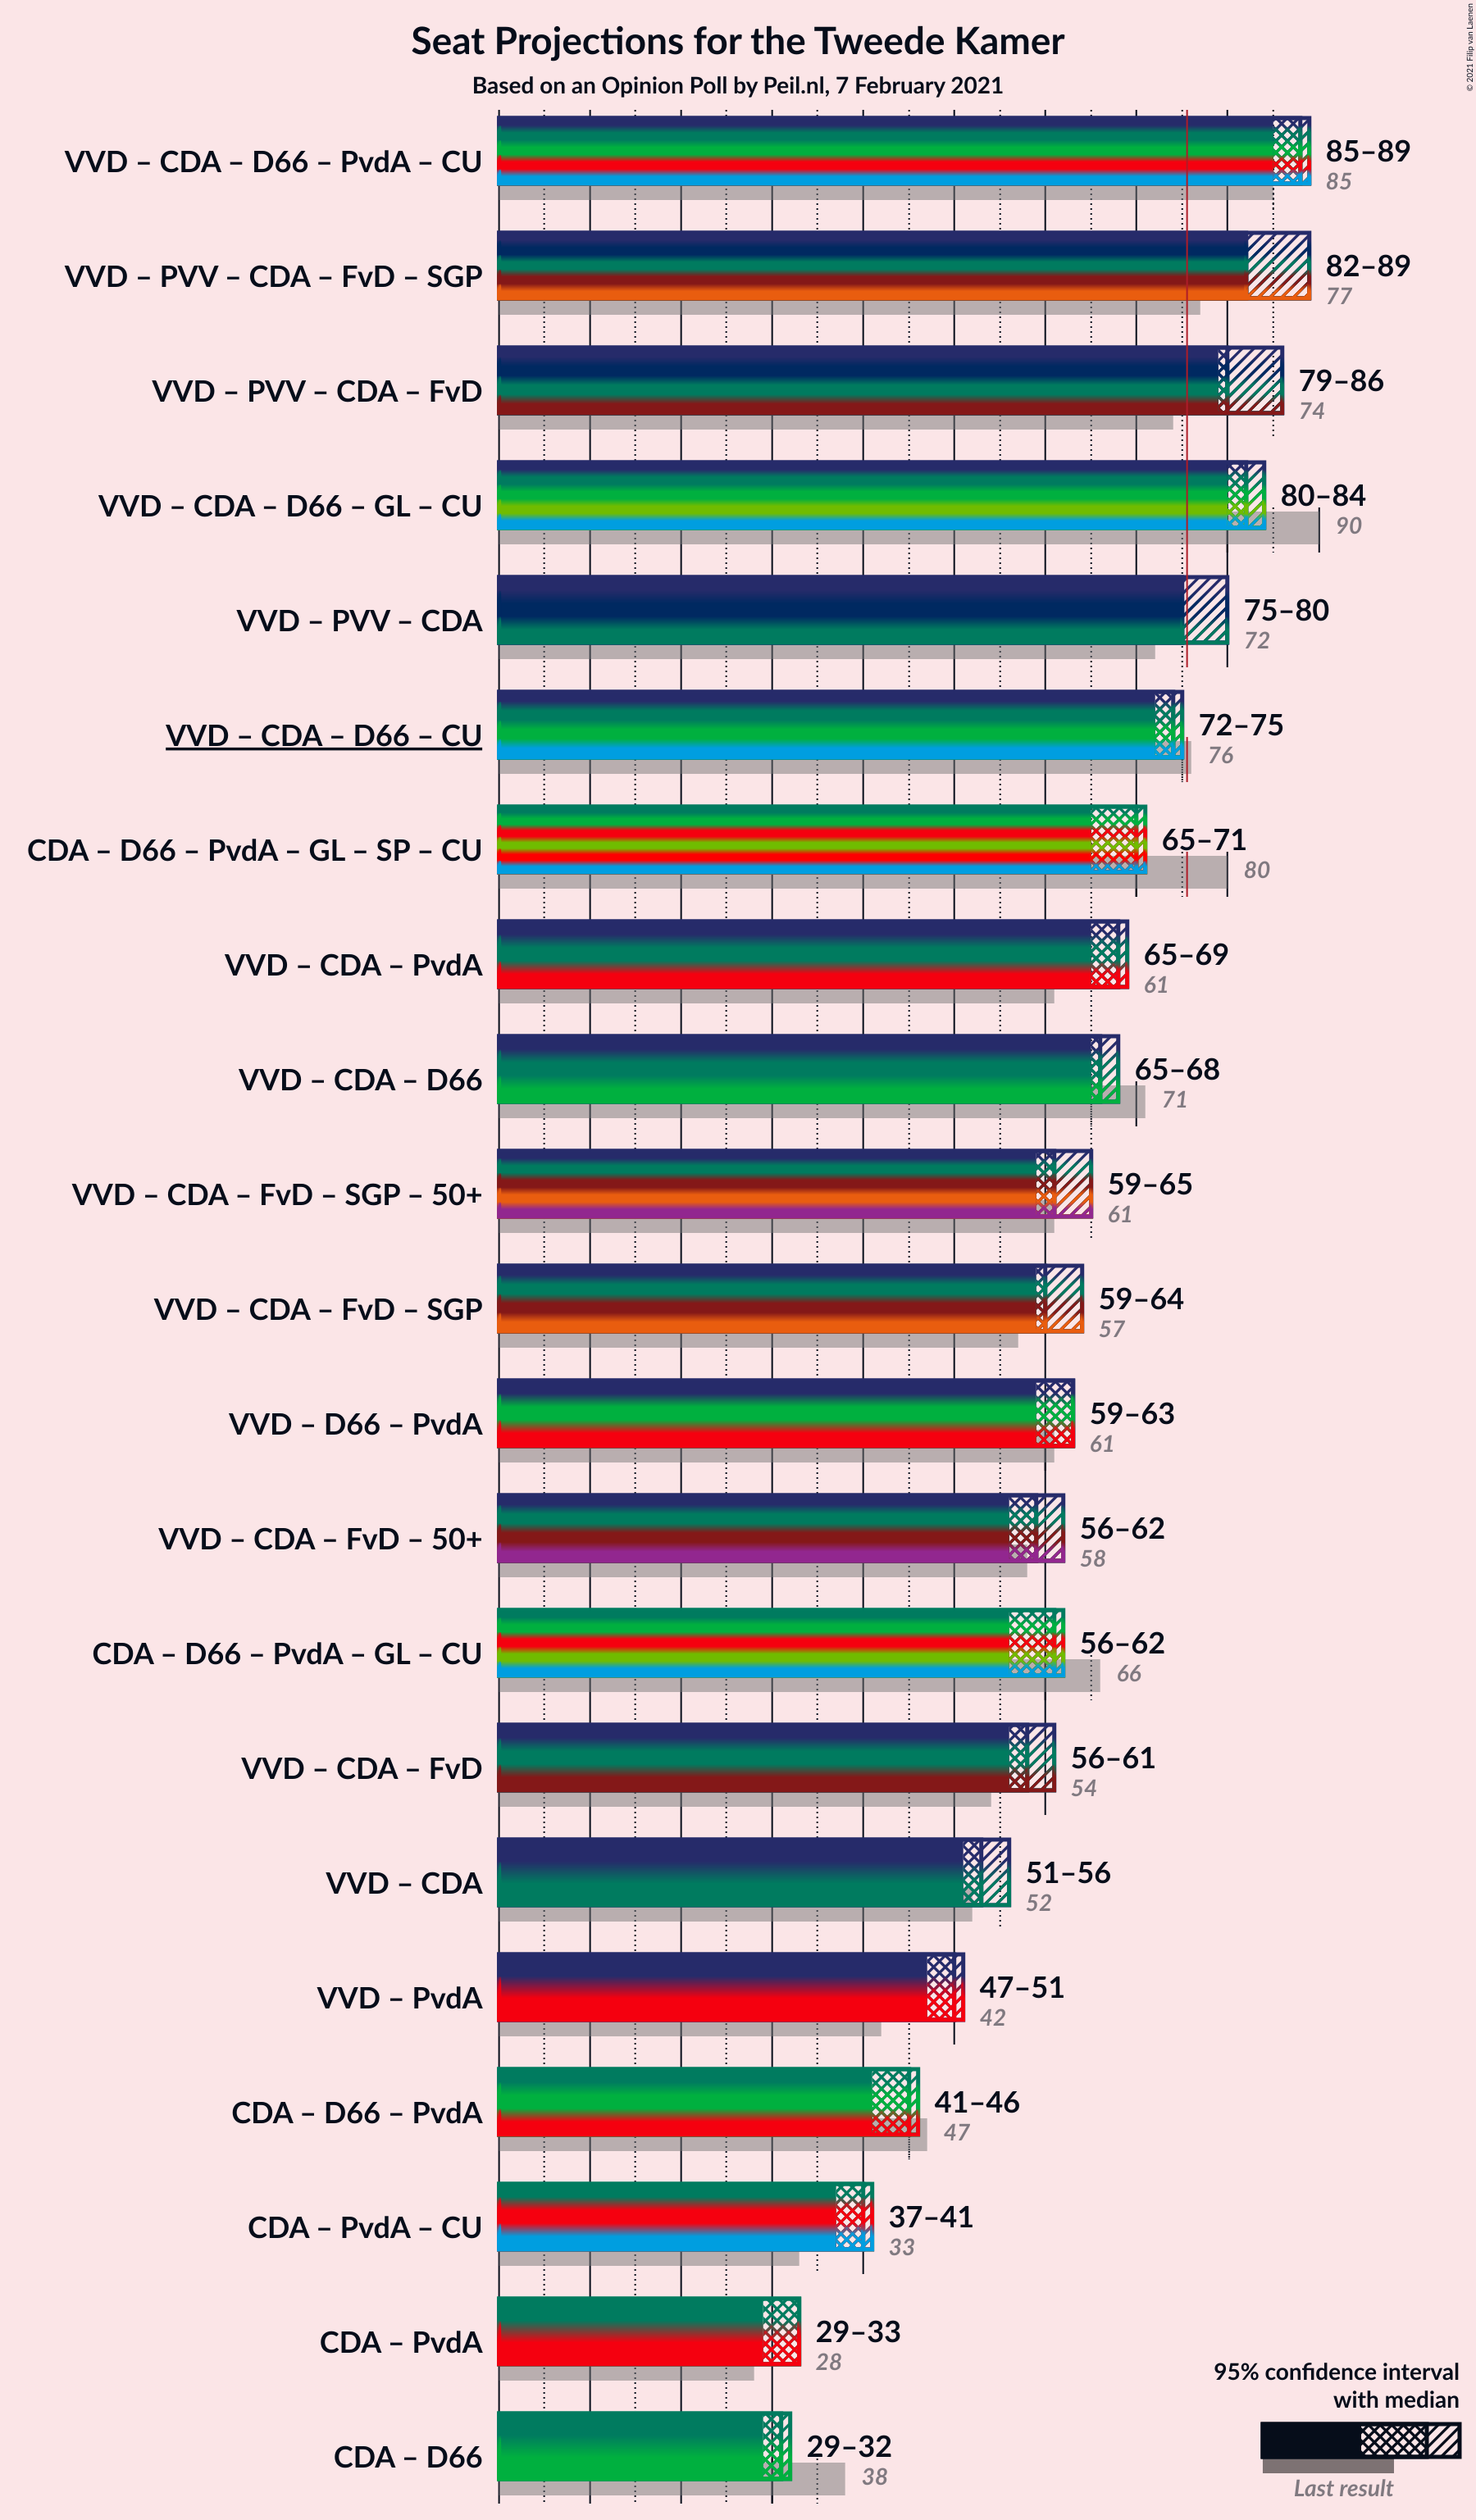 Seat Projections for the Tweede Kamer
Based on an Opinion Poll by Peil.nl, 7 February 2021
© 2021 Filip van Laenen
VVD – CDA – D66 – PvdA – CU
85–89
85
VVD – PVV – CDA – FvD – SGP
82–89
77
VVD – PVV – CDA – FvD
79–86
74
VVD – CDA – D66 – GL – CU
80–84
90
VVD – PVV – CDA
75–80
72
VVD – CDA – D66 – CU
72–75
76
CDA – D66 – PvdA – GL – SP – CU
65–71
80
VVD – CDA – PvdA
65–69
61
VVD – CDA – D66
65–68
71
VVD – CDA – FvD – SGP – 50+
59–65
61
VVD – CDA – FvD – SGP
59–64
57
VVD – D66 – PvdA
59–63
61
VVD – CDA – FvD – 50+
56–62
58
CDA – D66 – PvdA – GL – CU
56–62
66
VVD – CDA – FvD
56–61
54
VVD – CDA
51–56
52
VVD – PvdA
47–51
42
CDA – D66 – PvdA
41–46
47
CDA – PvdA – CU
37–41
33
CDA – PvdA
29–33
28
CDA – D66
29–32
38
95% confidence interval
with median
Last result